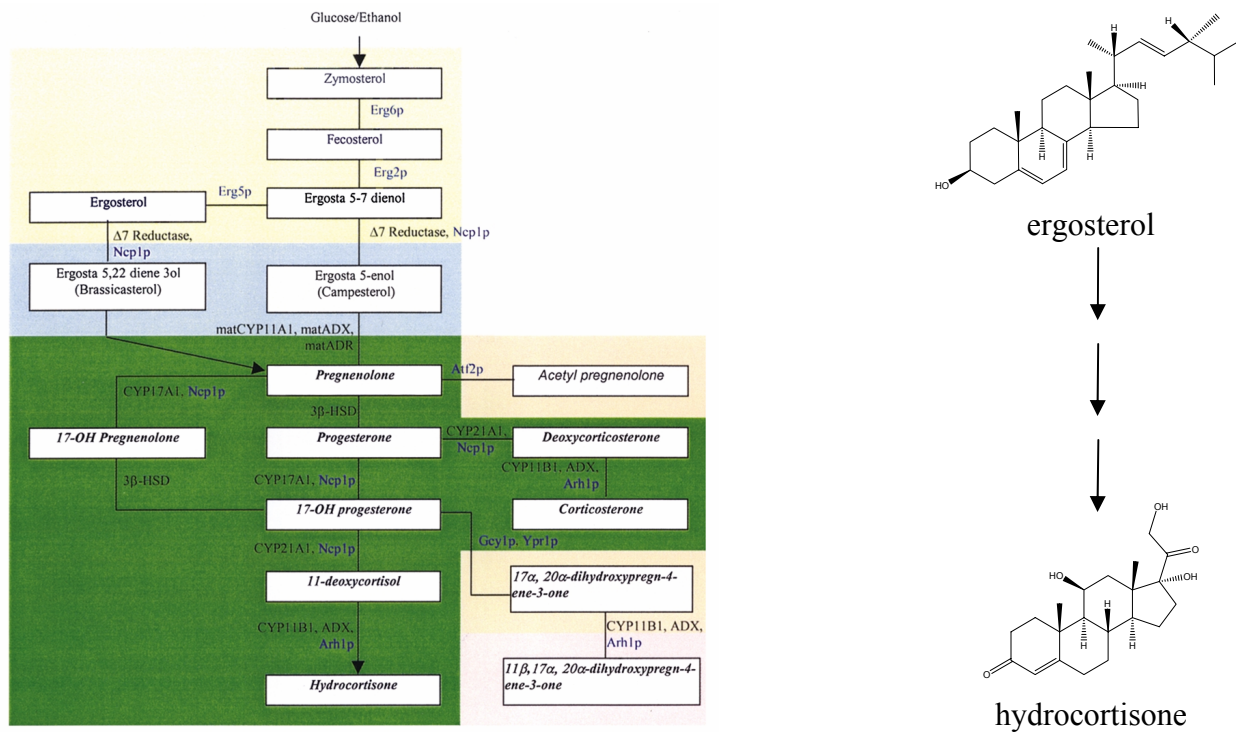 Glucose/Ethanol
Zymosterol
Erg6p
Fecosterol
Erg2p
Erg5p
Ergosterol
Ergosta 5-7 dienol
Δ7 Reductase,
Ncp1p
Δ7 Reductase, Ncp1p
Ergosta 5,22 diene 3ol
(Brassicasterol)
Ergosta 5-enol
(Campesterol)
matCYP11A1, matADX,
matADR
Pregnenolone
Atf2p
Acetyl pregnenolone
CYP17A1, Ncp1p
3β-HSD
17-OH Pregnenolone
Progesterone
CYP21A1,
Ncp1p
Deoxycorticosterone
3β-HSD
CYP17A1, Ncp1p
CYP11B1, ADX,
Arh1p
17-OH progesterone
Corticosterone
CYP21A1, Ncp1p
Gcy1p, Ypr1p
11-deoxycortisol
17α, 20α-dihydroxypregn-4-
ene-3-one
CYP11B1, ADX,
Arh1p
CYP11B1, ADX,
Arh1p
Hydrocortisone
11β,17α, 20α-dihydroxypregn-4-
ene-3-one
H
H
H
H
HO
ergosterol
OH
O
HO
OH
H
H
H
O
hydrocortisone